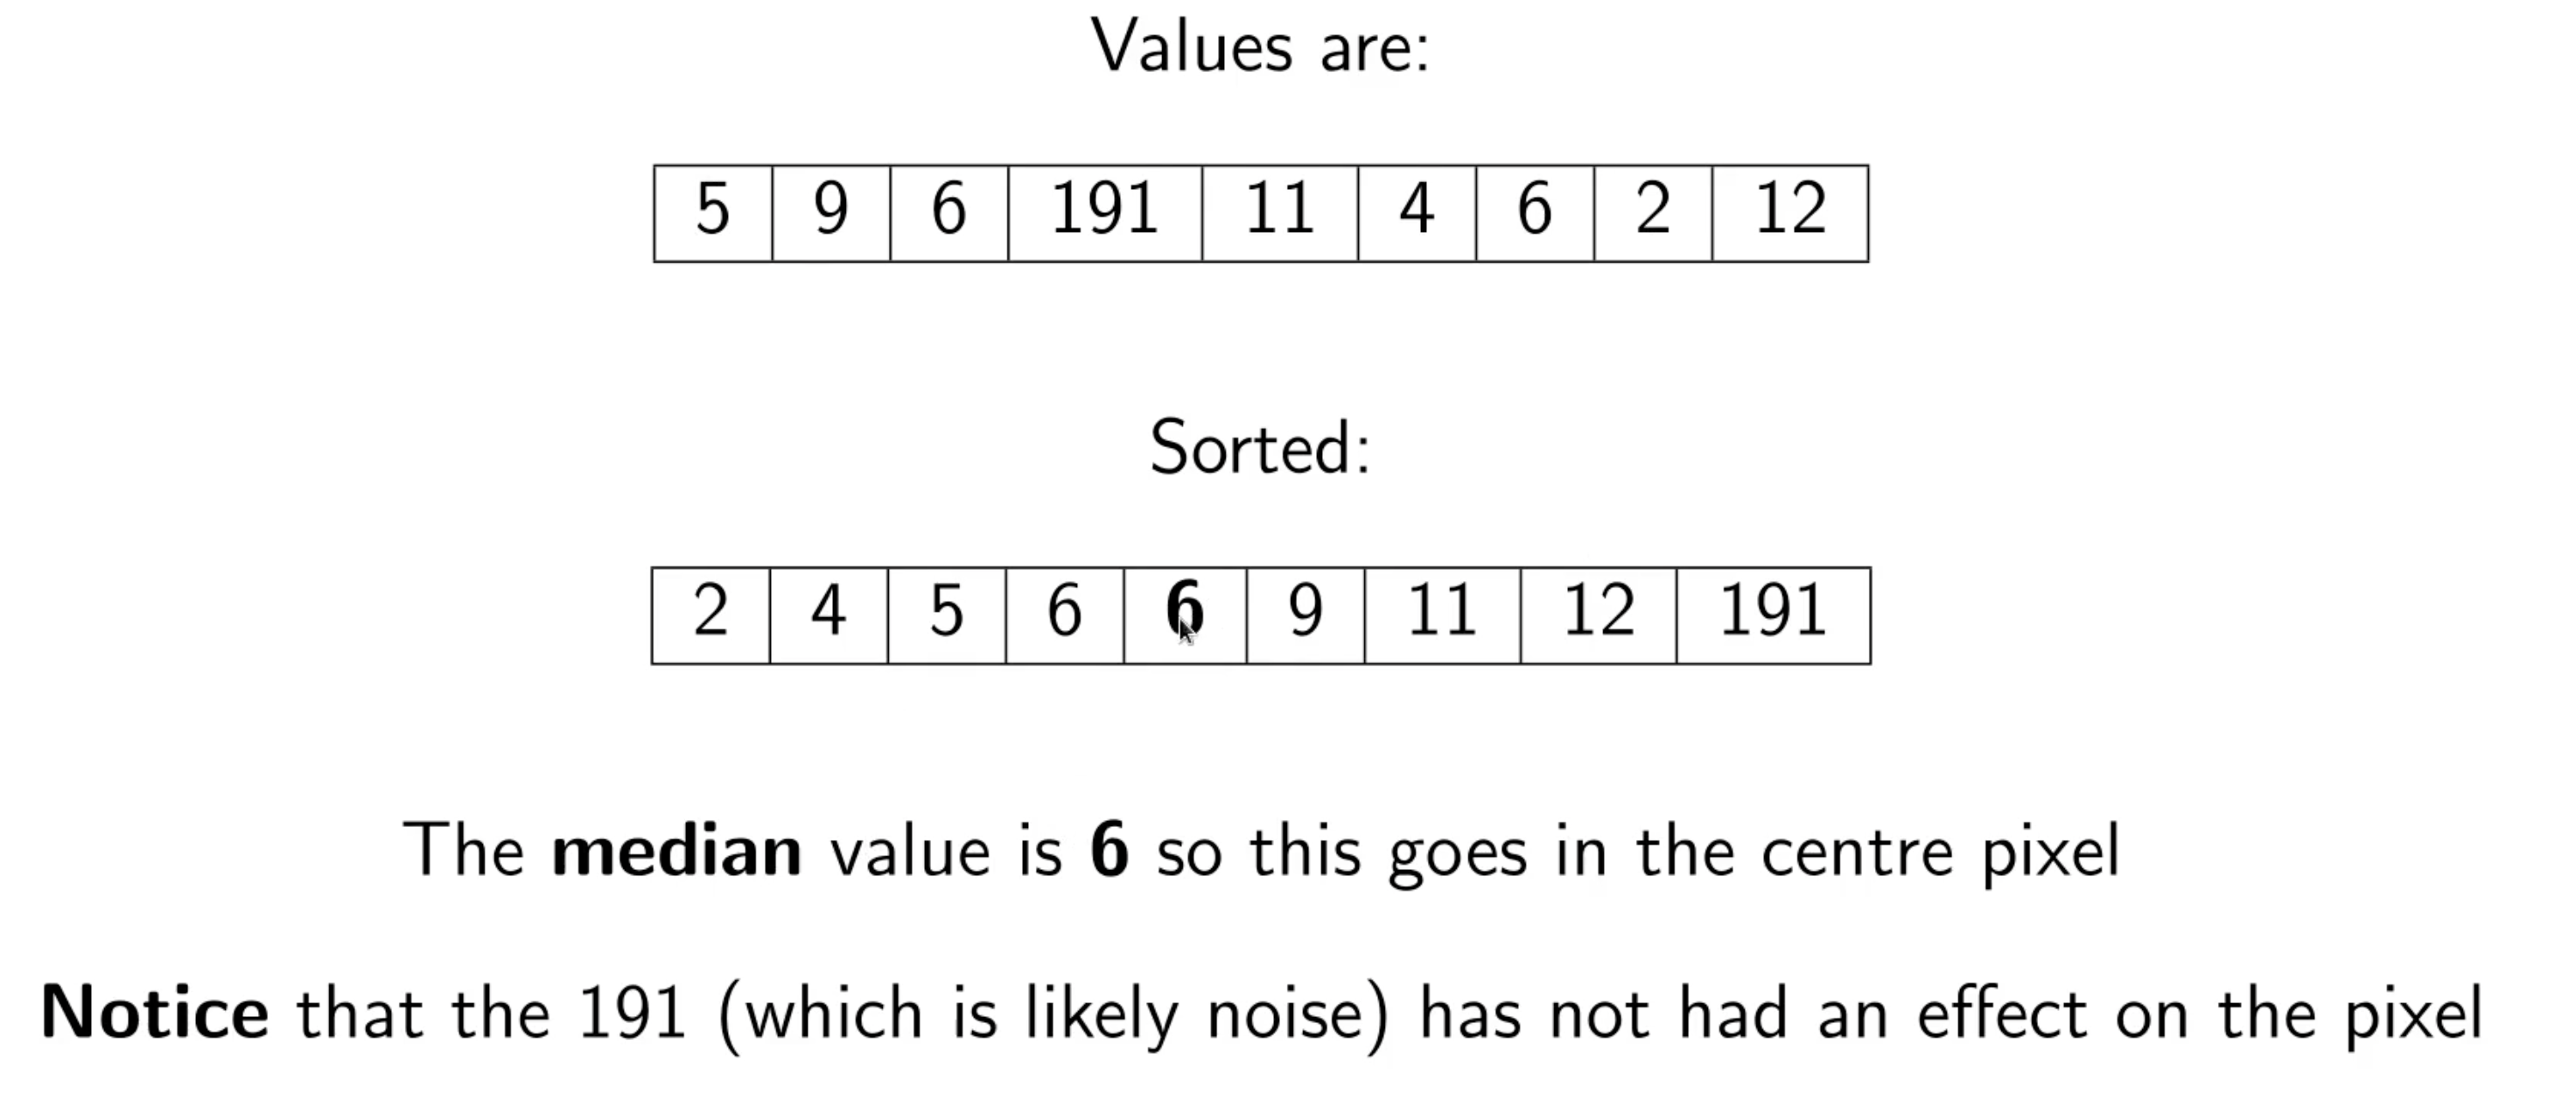 Values are:
5 9 6 191 11 4 6 2 12
Sorted:
2 4 5 6 6 9 11 12 191
The median value is 6 so this goes in the centre pixel
Notice that the 191 (which is likely noise) has not had an effect on the pixel